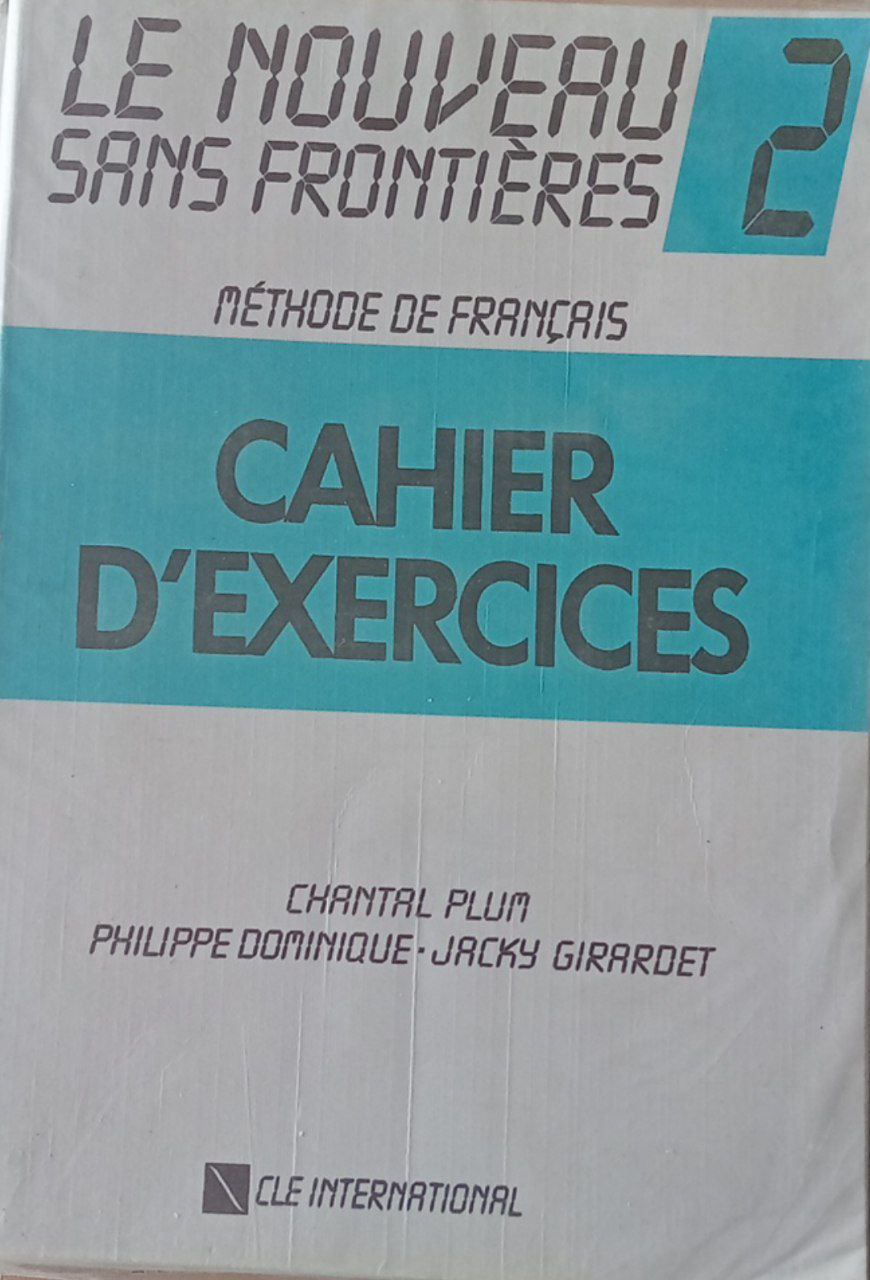 LE NOUVEAU 2
SANS FRONTIÈRES
MÉTHODE DE FRANÇAIS
CAHIER
D'EXERCICES
CHANTAL PLUM
PHILIPPE DOMINIQUE · JACKY GIRARDET
CLE INTERNATIONAL